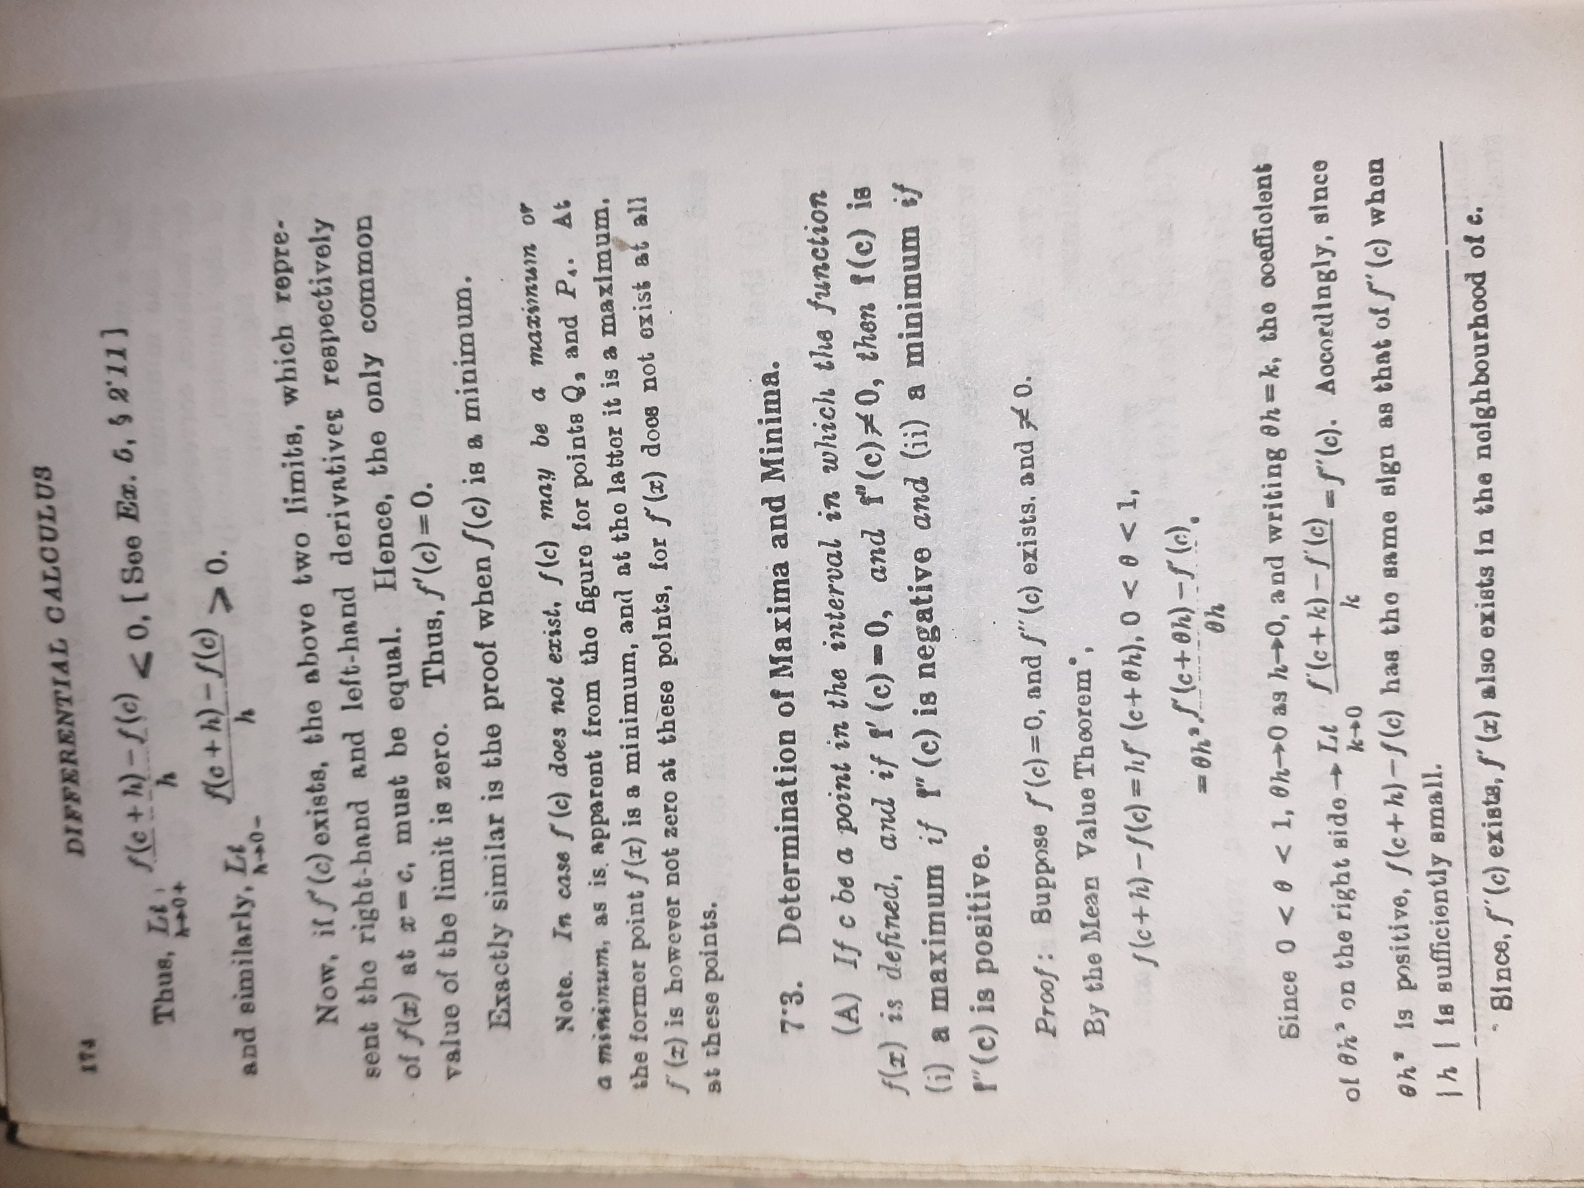 174
DIFFERENTIAL CALCULUS
Thus, Lt h→0+ f(c+h)−f(c) / h ⩽ 0, [ See Ex. 5, § 2·11 ]
and similarly, Lt h→0− f(c+h)−f(c) / h ⩾ 0.
Now, if f′(c) exists, the above two limits, which repre-
sent the right-hand and left-hand derivatives respectively
of f(x) at x=c, must be equal. Hence, the only common
value of the limit is zero. Thus, f′(c)=0.
Exactly similar is the proof when f(c) is a minimum.
Note. In case f′(c) does not exist, f(c) may be a maximum or
a minimum, as is apparent from the figure for points Q₂ and P₄. At
the former point f(x) is a minimum, and at the latter it is a maximum.
f′(x) is however not zero at these points, for f′(x) does not exist at all
at these points.
7·3. Determination of Maxima and Minima.
(A) If c be a point in the interval in which the function
f(x) is defined, and if f′(c)=0, and f″(c)≠0, then f(c) is
(i) a maximum if f″(c) is negative and (ii) a minimum if
f″(c) is positive.
Proof: Suppose f′(c)=0, and f″(c) exists, and ≠ 0.
By the Mean Value Theorem*,
f(c+h)−f(c)=hf′(c+θh), 0 < θ < 1,
=θh². f′(c+θh)−f′(c) / θh .
Since 0 < θ < 1, θh→0 as h→0, and writing θh=k, the coefficient
of θh² on the right side → Lt k→0 f′(c+k)−f′(c) / k =f″(c). Accordingly, since
θh² is positive, f(c+h)−f(c) has the same sign as that of f″(c) when
| h | is sufficiently small.
* Since, f″(c) exists, f′(x) also exists in the neighbourhood of c.